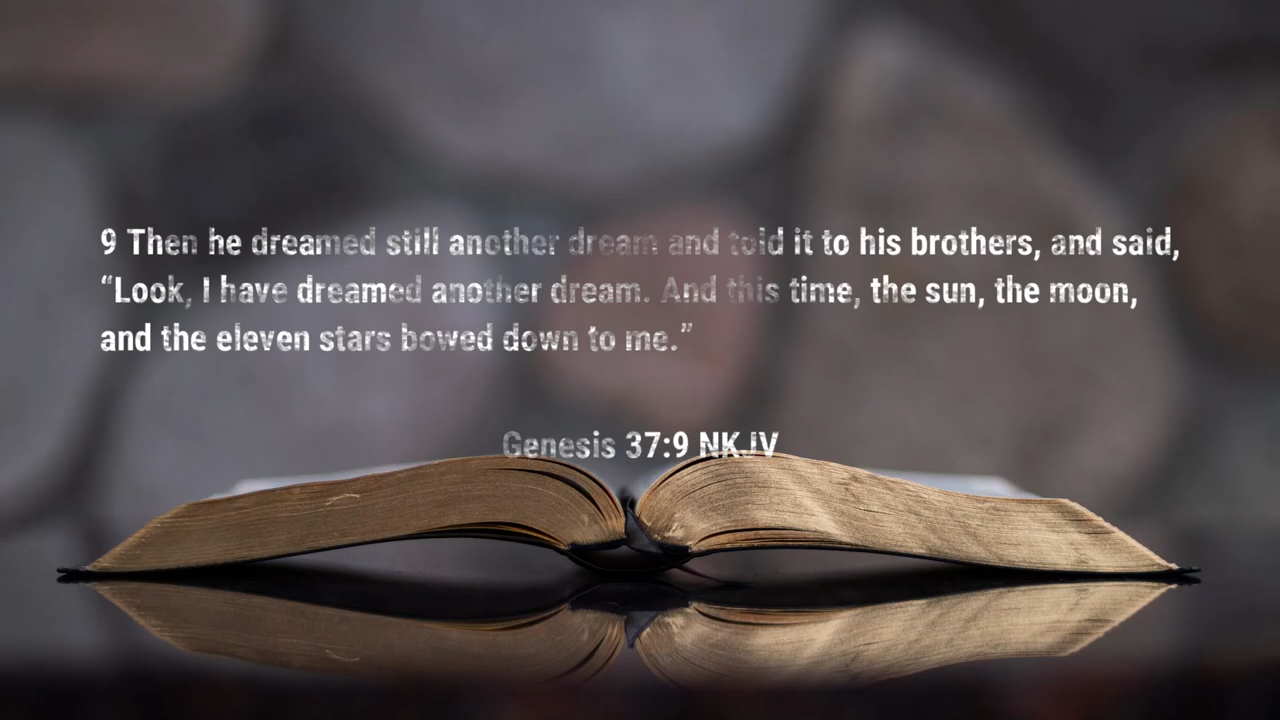 9 Then he dreamed still another dream and told it to his brothers, and said,
“Look, I have dreamed another dream. And this time, the sun, the moon,
and the eleven stars bowed down to me.”
Genesis 37:9 NKJV